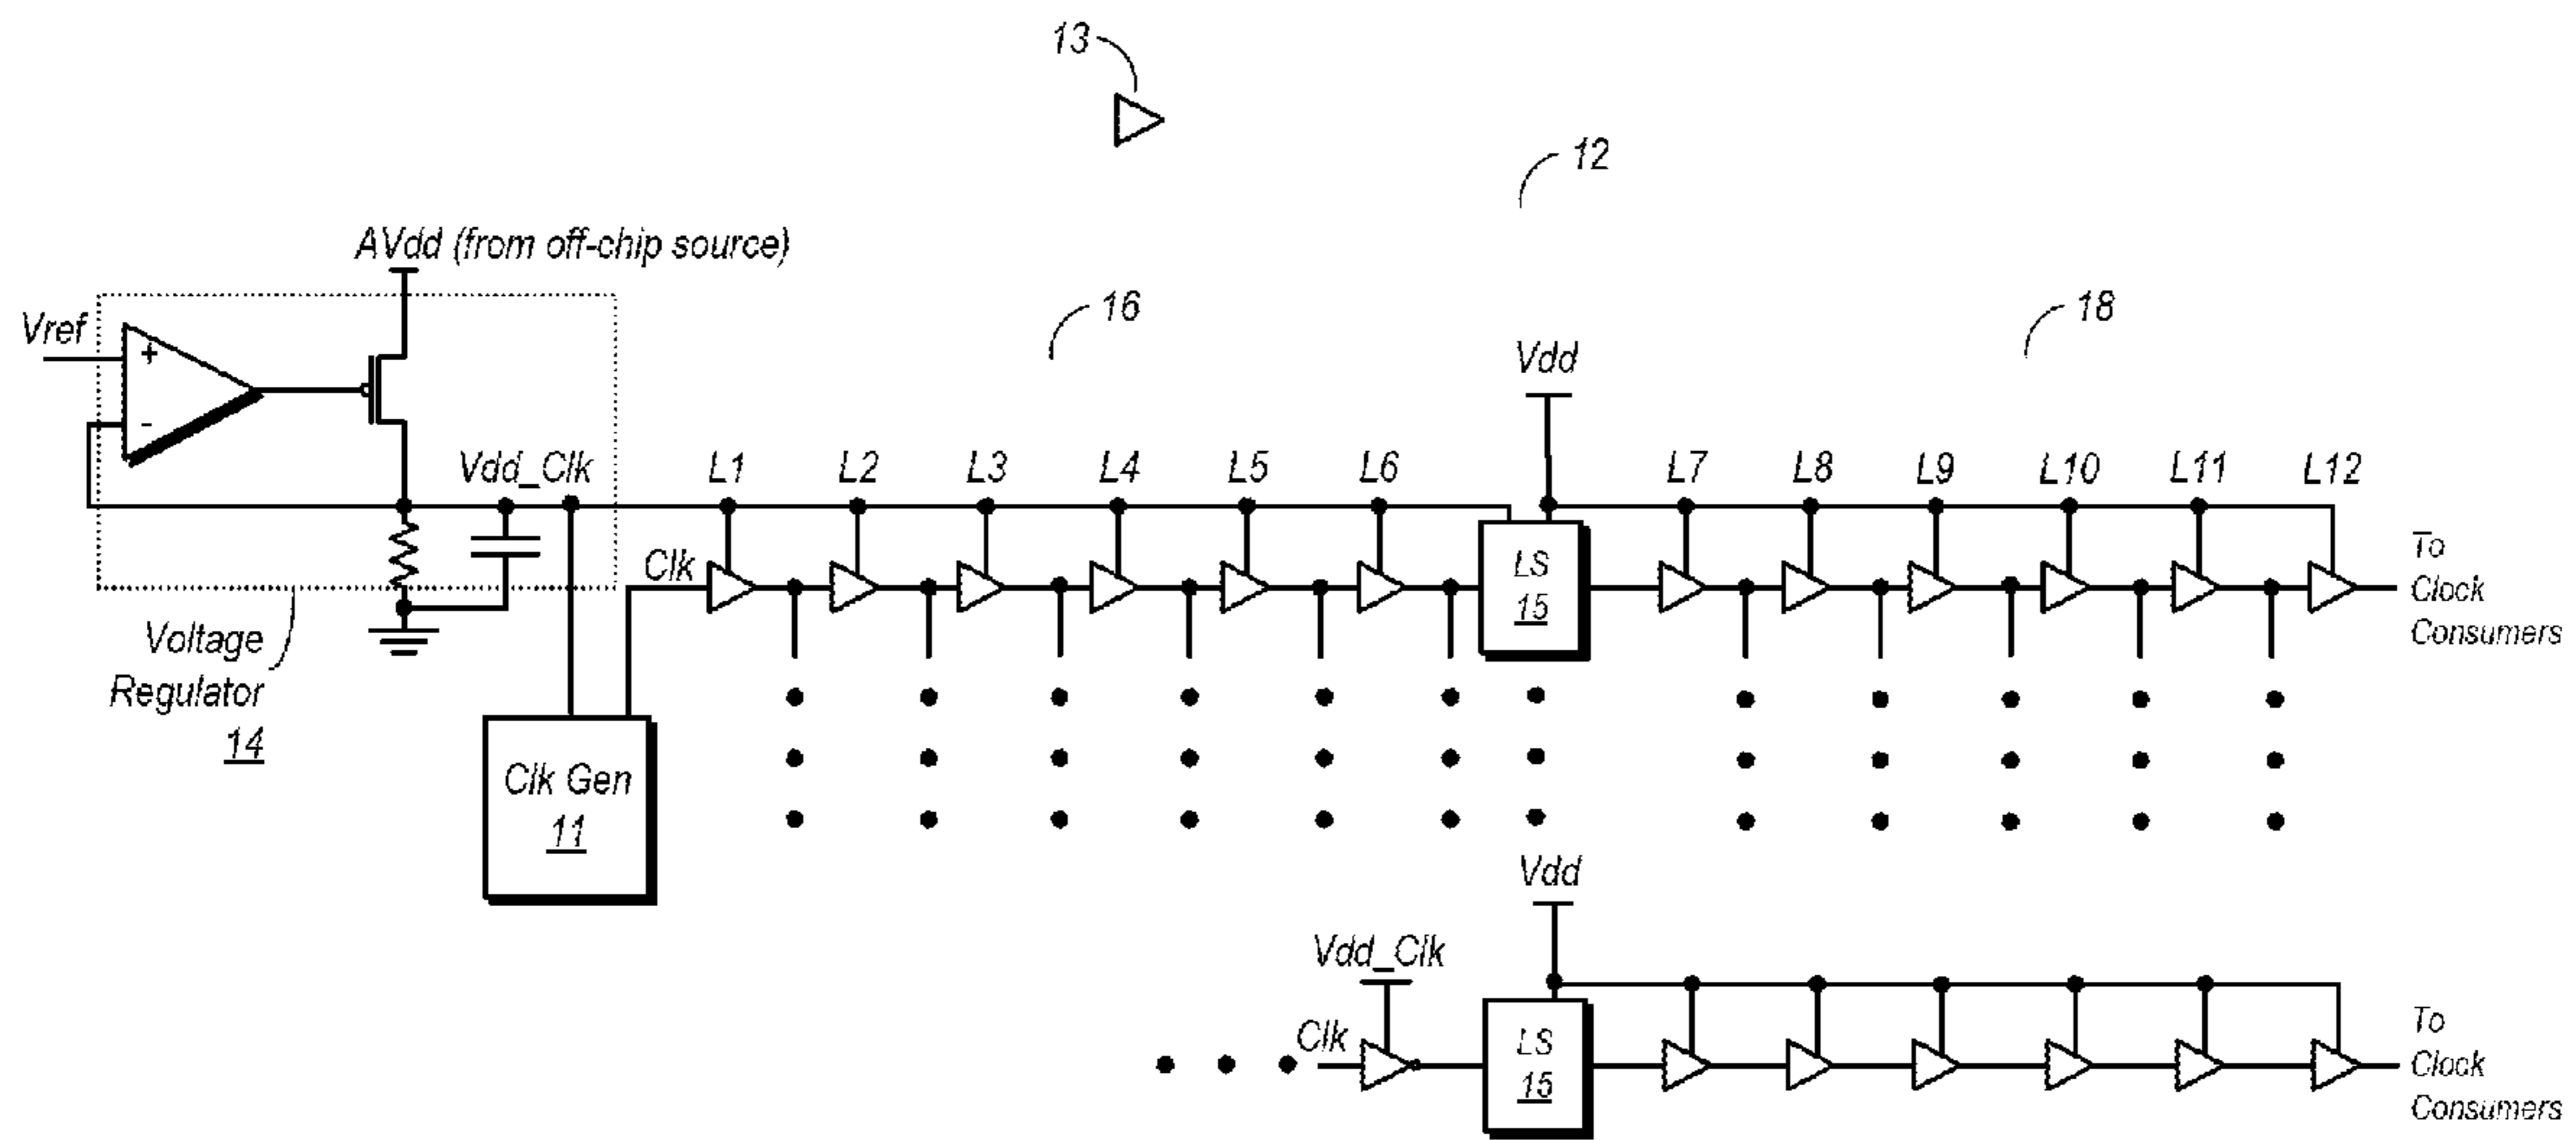 13
12
AVdd (from off-chip source)
16
18
Vref
+
-
Vdd
Vdd_Clk
L1 L2 L3 L4 L5 L6
L7 L8 L9 L10 L11 L12
Clk
LS
15
To
Clock
Consumers
Voltage
Regulator
14
Clk Gen
11
Vdd
Vdd_Clk
Clk
LS
15
To
Clock
Consumers